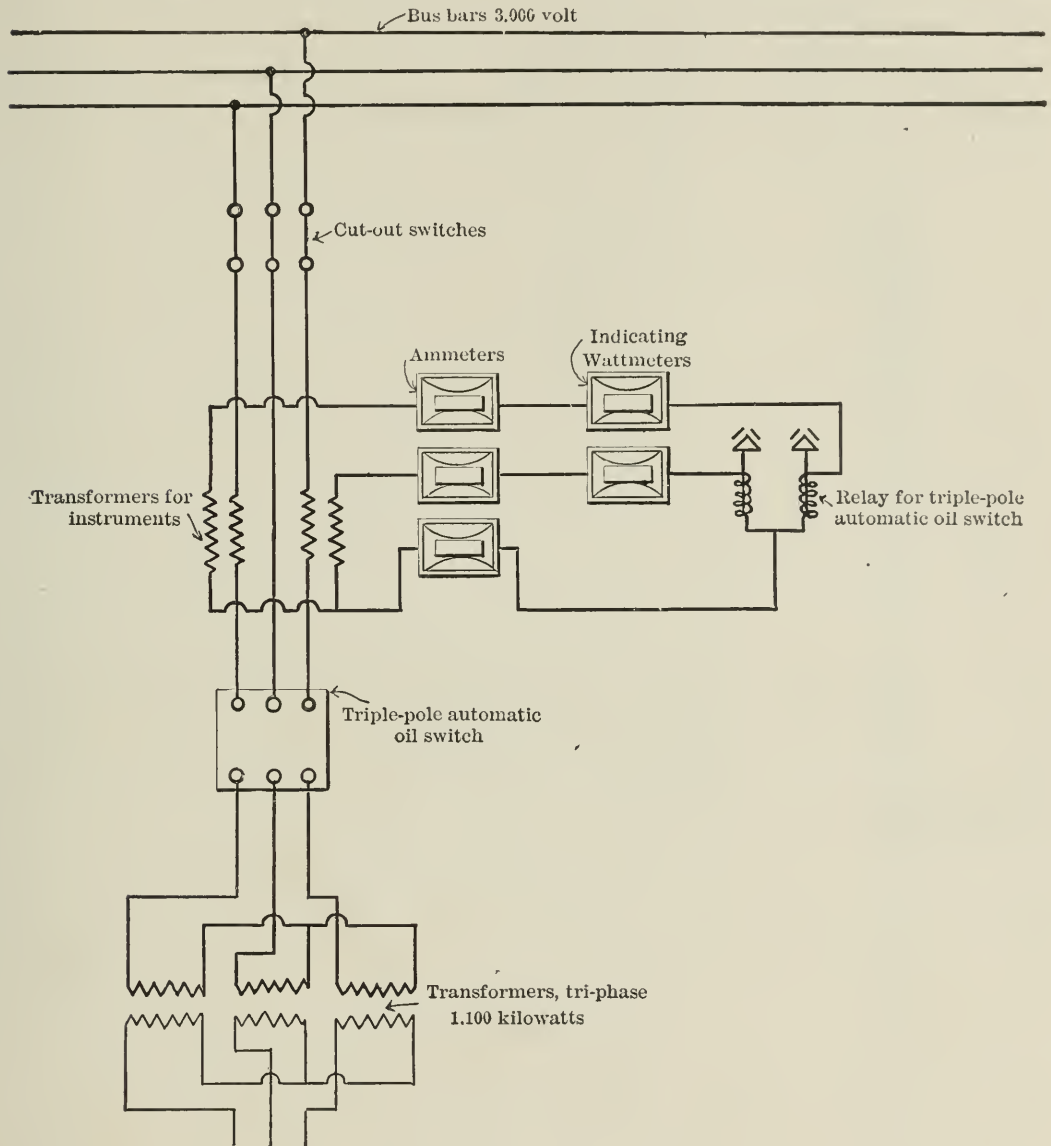 Bus bars 3.000 volt
Cut-out switches
Ammeters
Indicating
Wattmeters
Transformers for
instruments
Relay for triple-pole
automatic oil switch
Triple-pole automatic
oil switch
Transformers, tri-phase
1.100 kilowatts